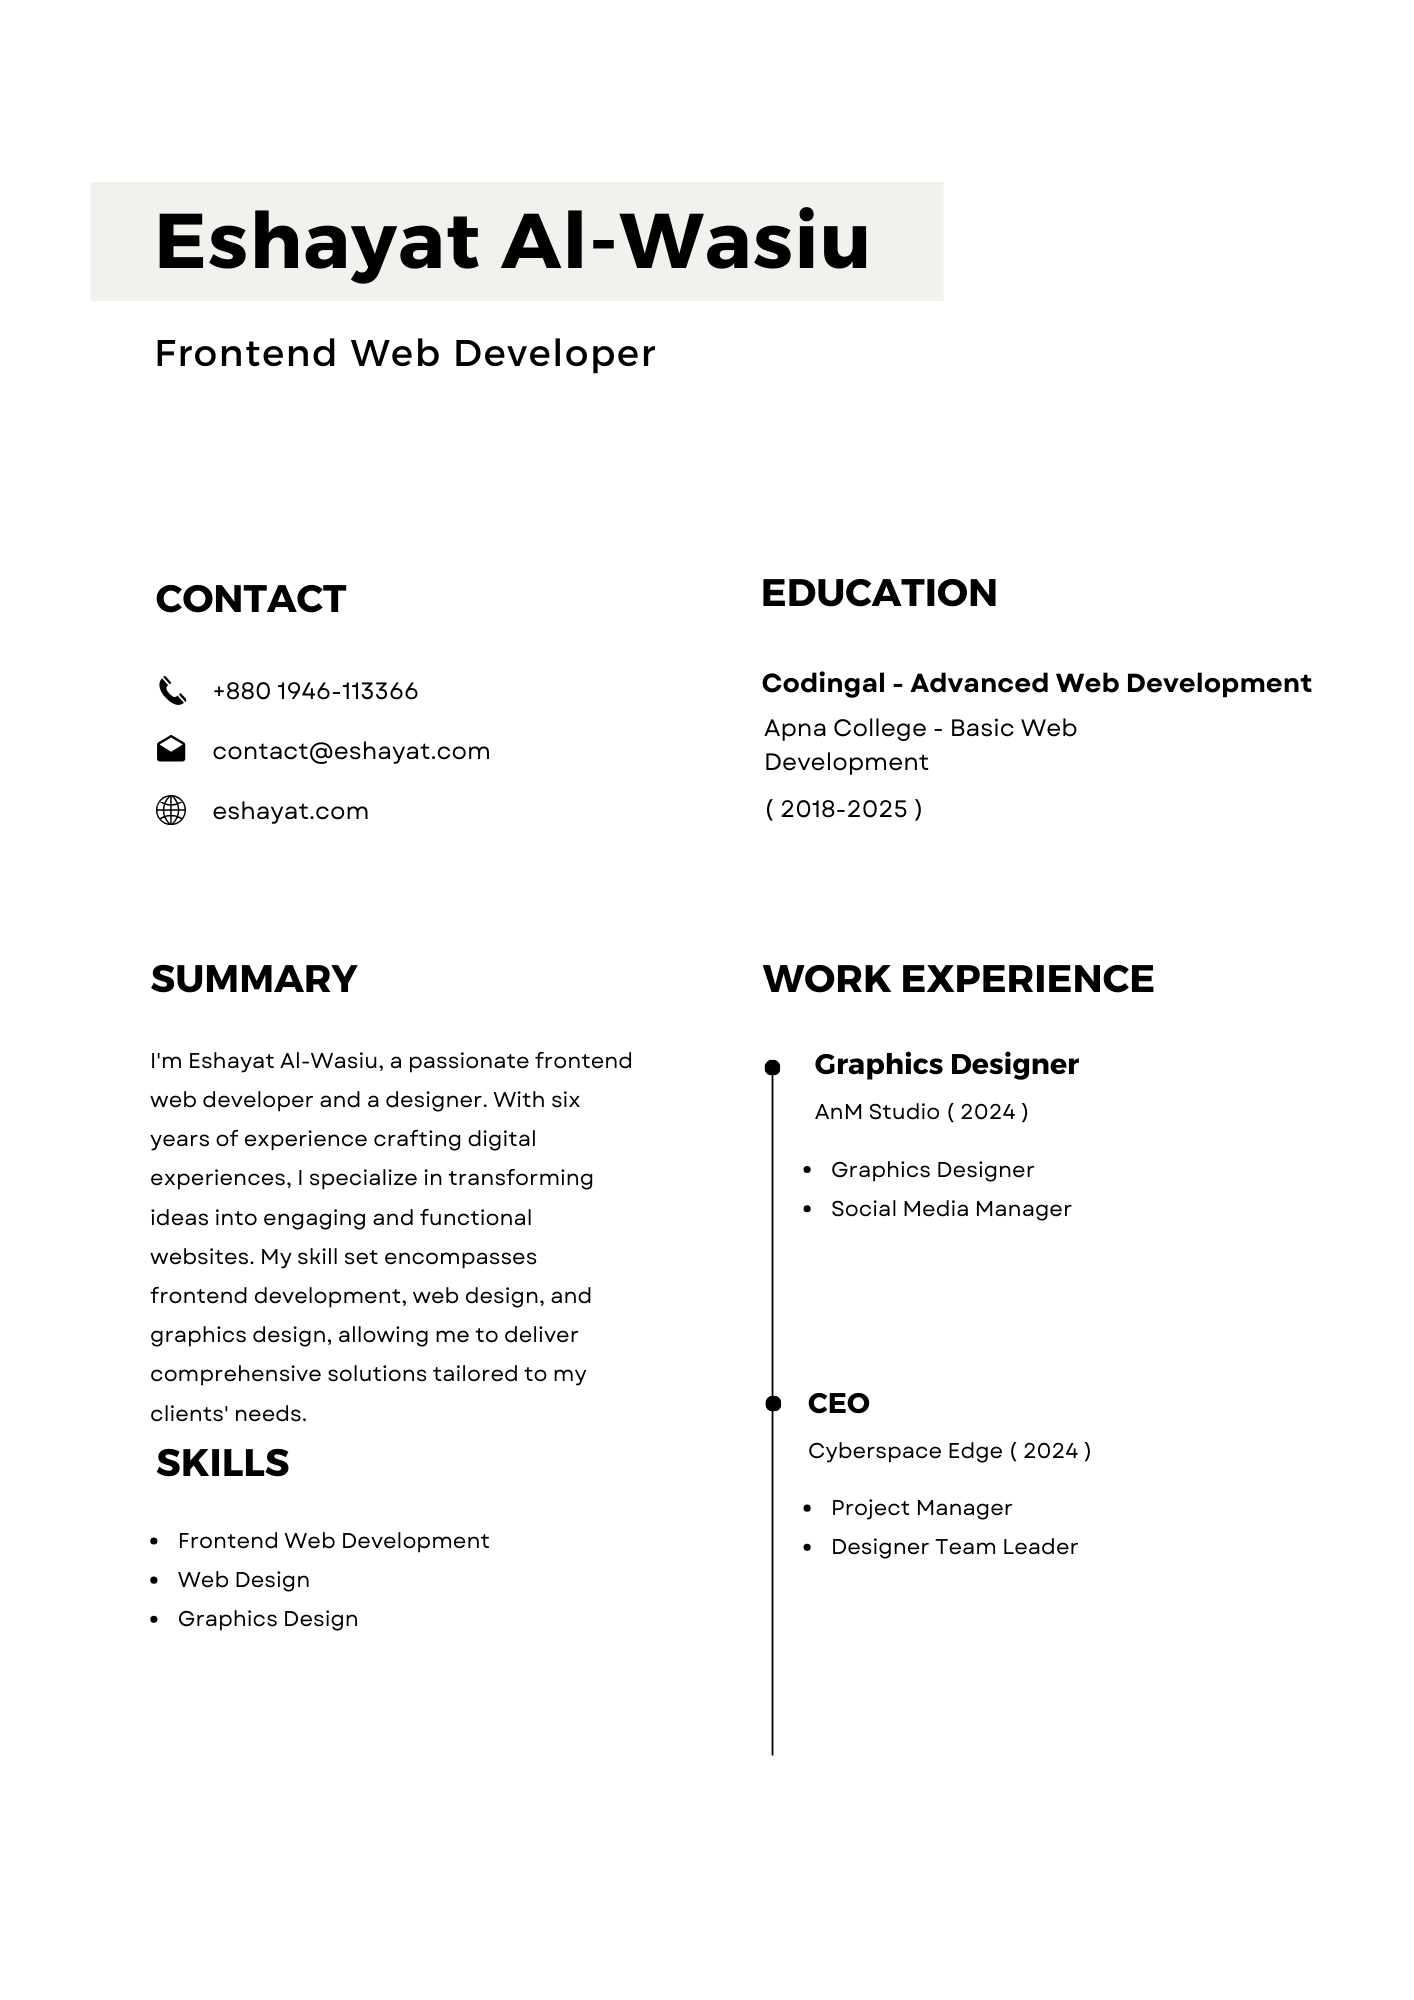 Eshayat Al-Wasiu
Frontend Web Developer
CONTACT
+880 1946-113366
contact@eshayat.com
eshayat.com
EDUCATION
Codingal - Advanced Web Development
Apna College - Basic Web
Development
( 2018-2025 )
SUMMARY
I'm Eshayat Al-Wasiu, a passionate frontend
web developer and a designer. With six
years of experience crafting digital
experiences, I specialize in transforming
ideas into engaging and functional
websites. My skill set encompasses
frontend development, web design, and
graphics design, allowing me to deliver
comprehensive solutions tailored to my
clients' needs.
SKILLS
• Frontend Web Development
• Web Design
• Graphics Design
WORK EXPERIENCE
Graphics Designer
AnM Studio ( 2024 )
• Graphics Designer
• Social Media Manager
CEO
Cyberspace Edge ( 2024 )
• Project Manager
• Designer Team Leader